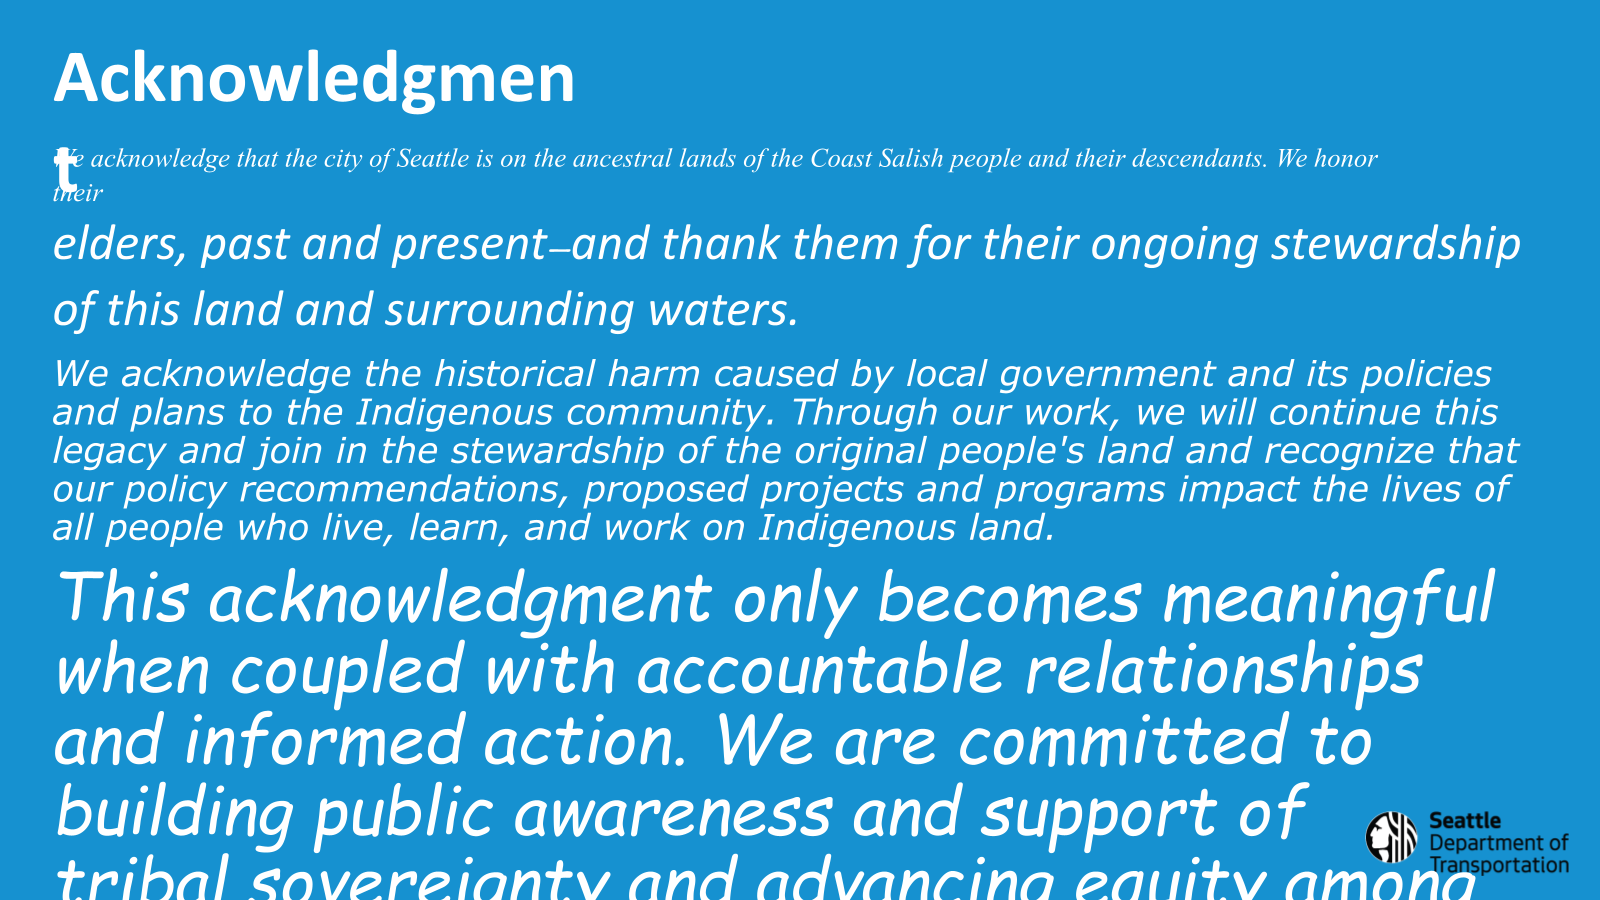 Acknowledgmen
t
We acknowledge that the city of Seattle is on the ancestral lands of the Coast Salish people and their descendants. We honor
their
elders, past and present—and thank them for their ongoing stewardship
of this land and surrounding waters.
We acknowledge the historical harm caused by local government and its policies
and plans to the Indigenous community. Through our work, we will continue this
legacy and join in the stewardship of the original people's land and recognize that
our policy recommendations, proposed projects and programs impact the lives of
all people who live, learn, and work on Indigenous land.
This acknowledgment only becomes meaningful
when coupled with accountable relationships
and informed action. We are committed to
building public awareness and support of
tribal sovereignty and advancing equity among
Seattle
Department of
Transportation